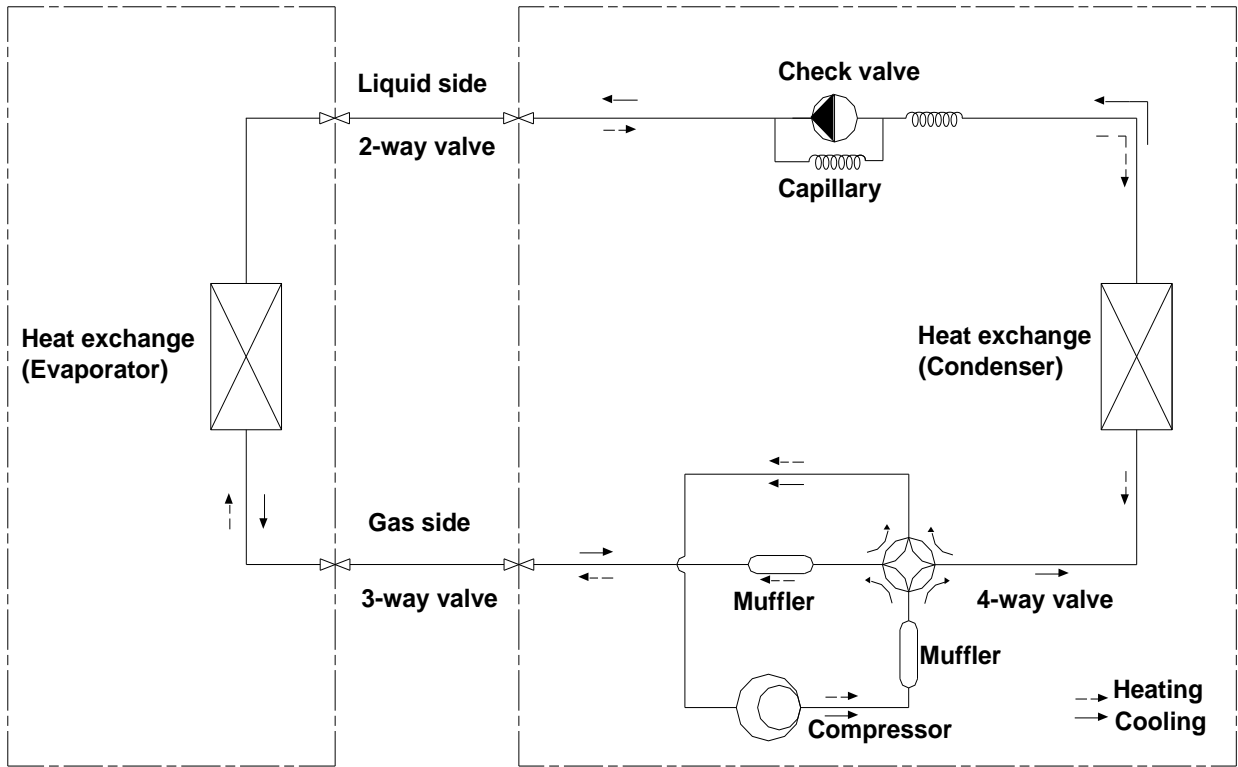 Check valve
Liquid side
2-way valve
Capillary
Heat exchange
(Evaporator)
Heat exchange
(Condenser)
Gas side
3-way valve
Muffler
4-way valve
Muffler
Compressor
Heating
Cooling